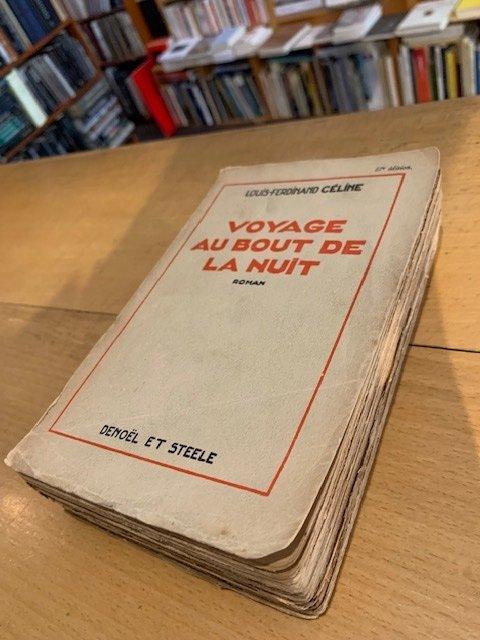 LOUIS-FERDINAND CÉLINE
VOYAGE
AU BOUT DE
LA NUIT
ROMAN
DENOËL ET STEELE